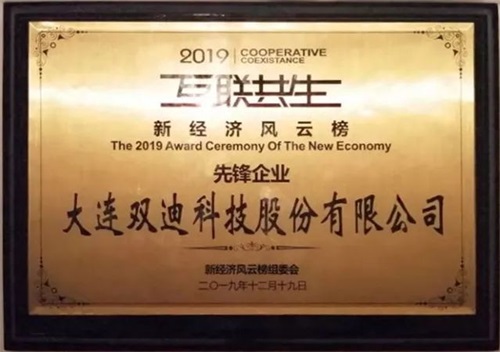 2019 COOPERATIVE COEXISTANCE
互联共生
新经济风云榜
The 2019 Award Ceremony Of The New Economy
先锋企业
大连双迪科技股份有限公司
新经济风云榜组委会
二〇一九年十二月十九日